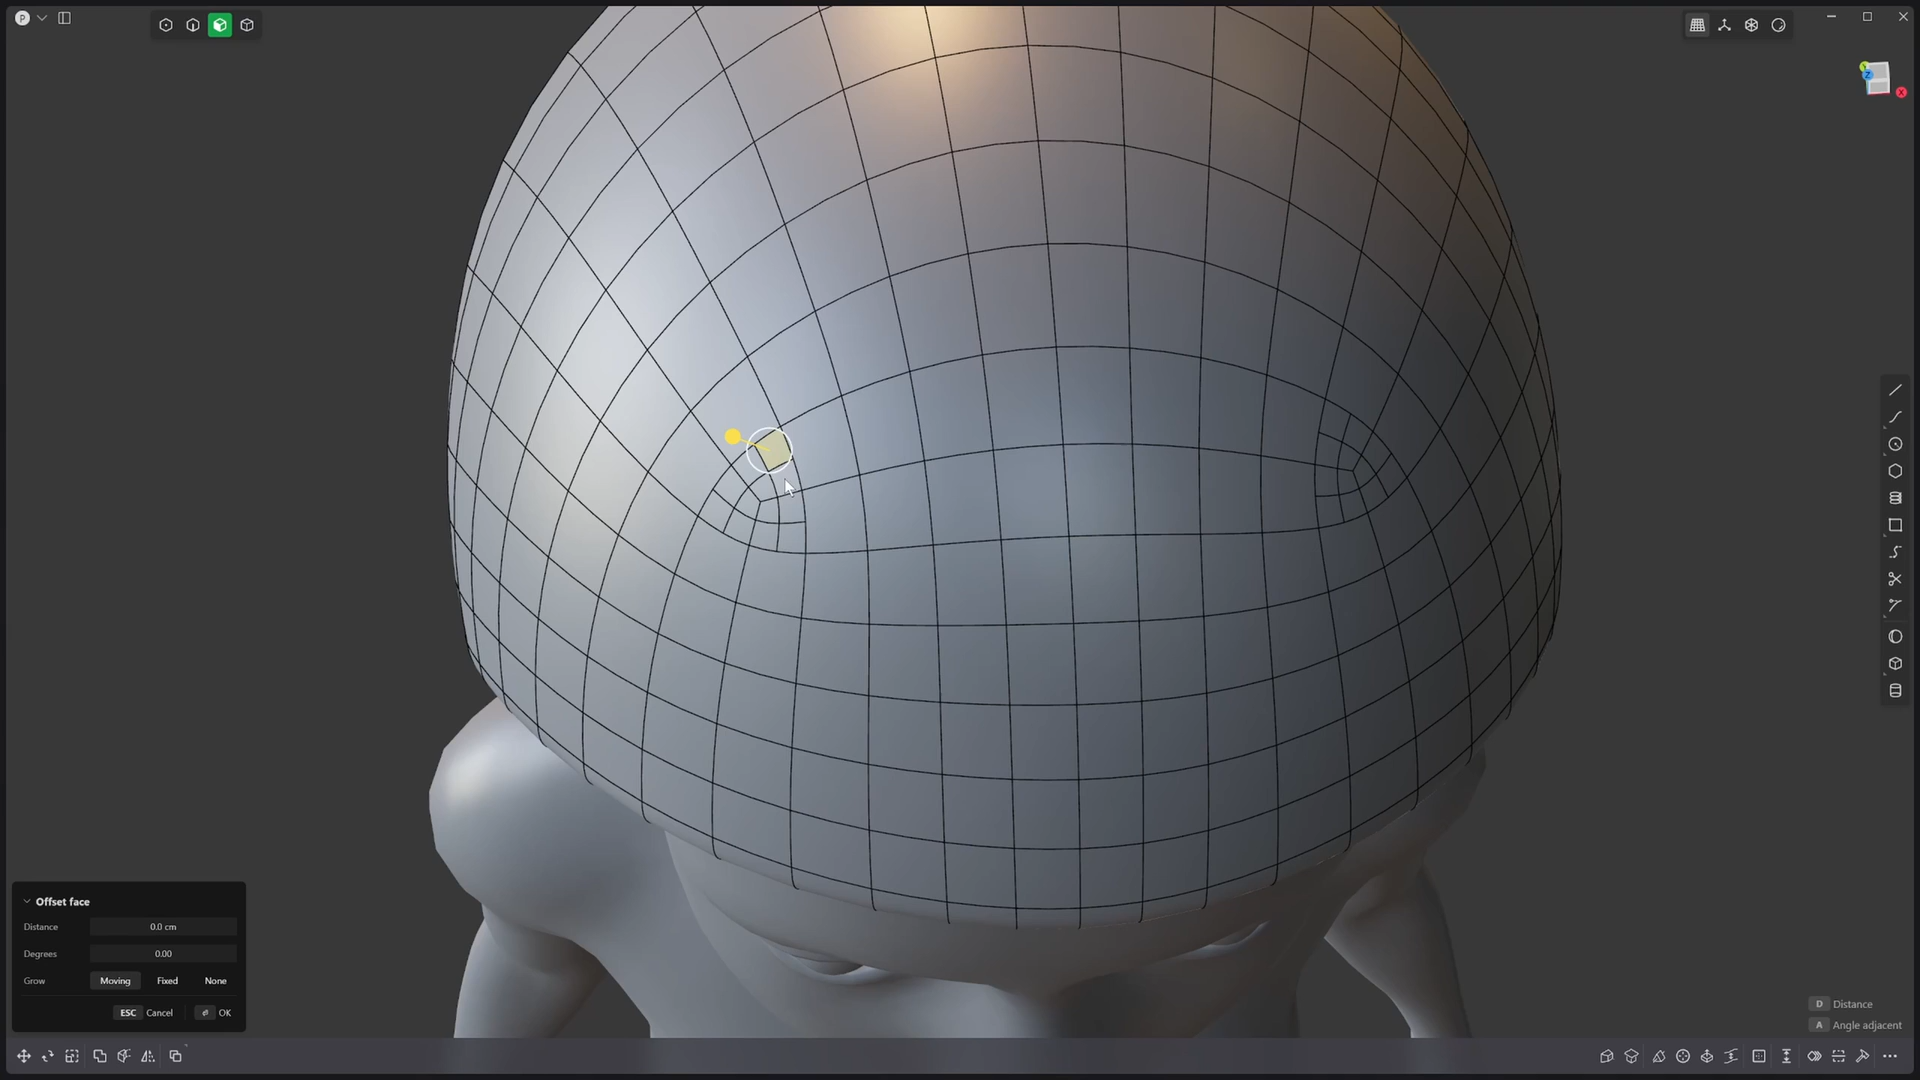 P
Y
Z
X
Offset face
Distance 0.0 cm
Degrees 0.00
Grow Moving Fixed None
ESC Cancel OK
D Distance
A Angle adjacent